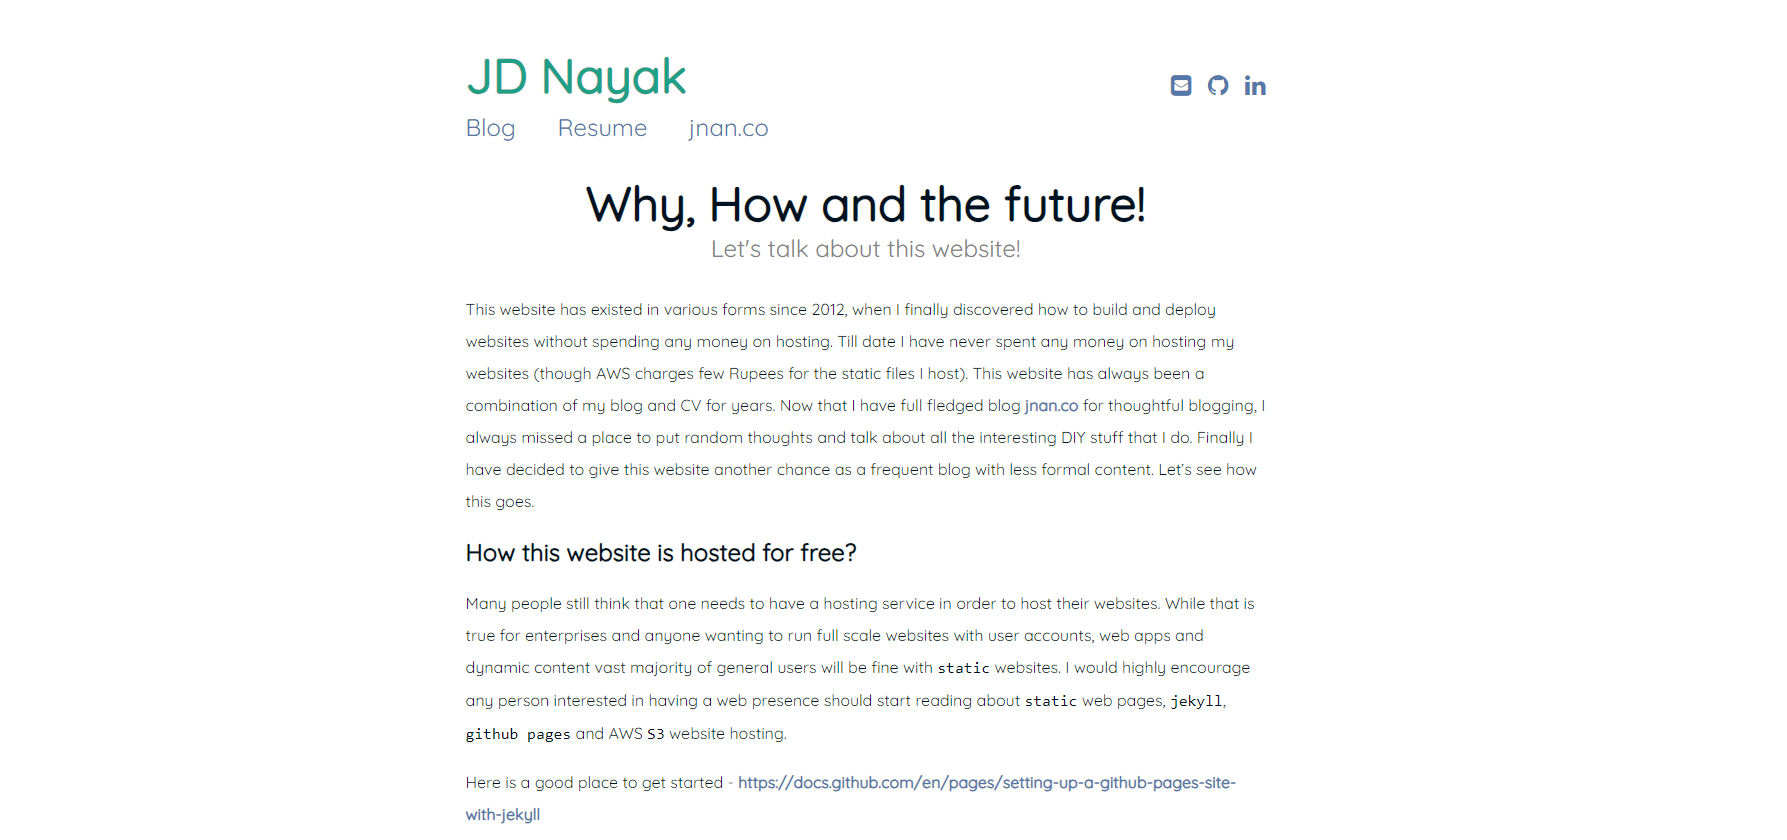 JD Nayak
Blog Resume jnan.co
Why, How and the future!
Let's talk about this website!
This website has existed in various forms since 2012, when I finally discovered how to build and deploy
websites without spending any money on hosting. Till date I have never spent any money on hosting my
websites (though AWS charges few Rupees for the static files I host). This website has always been a
combination of my blog and CV for years. Now that I have full fledged blog jnan.co for thoughtful blogging, I
always missed a place to put random thoughts and talk about all the interesting DIY stuff that I do. Finally I
have decided to give this website another chance as a frequent blog with less formal content. Let’s see how
this goes.
How this website is hosted for free?
Many people still think that one needs to have a hosting service in order to host their websites. While that is
true for enterprises and anyone wanting to run full scale websites with user accounts, web apps and
dynamic content vast majority of general users will be fine with static websites. I would highly encourage
any person interested in having a web presence should start reading about static web pages, jekyll,
github pages and AWS S3 website hosting.
Here is a good place to get started - https://docs.github.com/en/pages/setting-up-a-github-pages-site-
with-jekyll